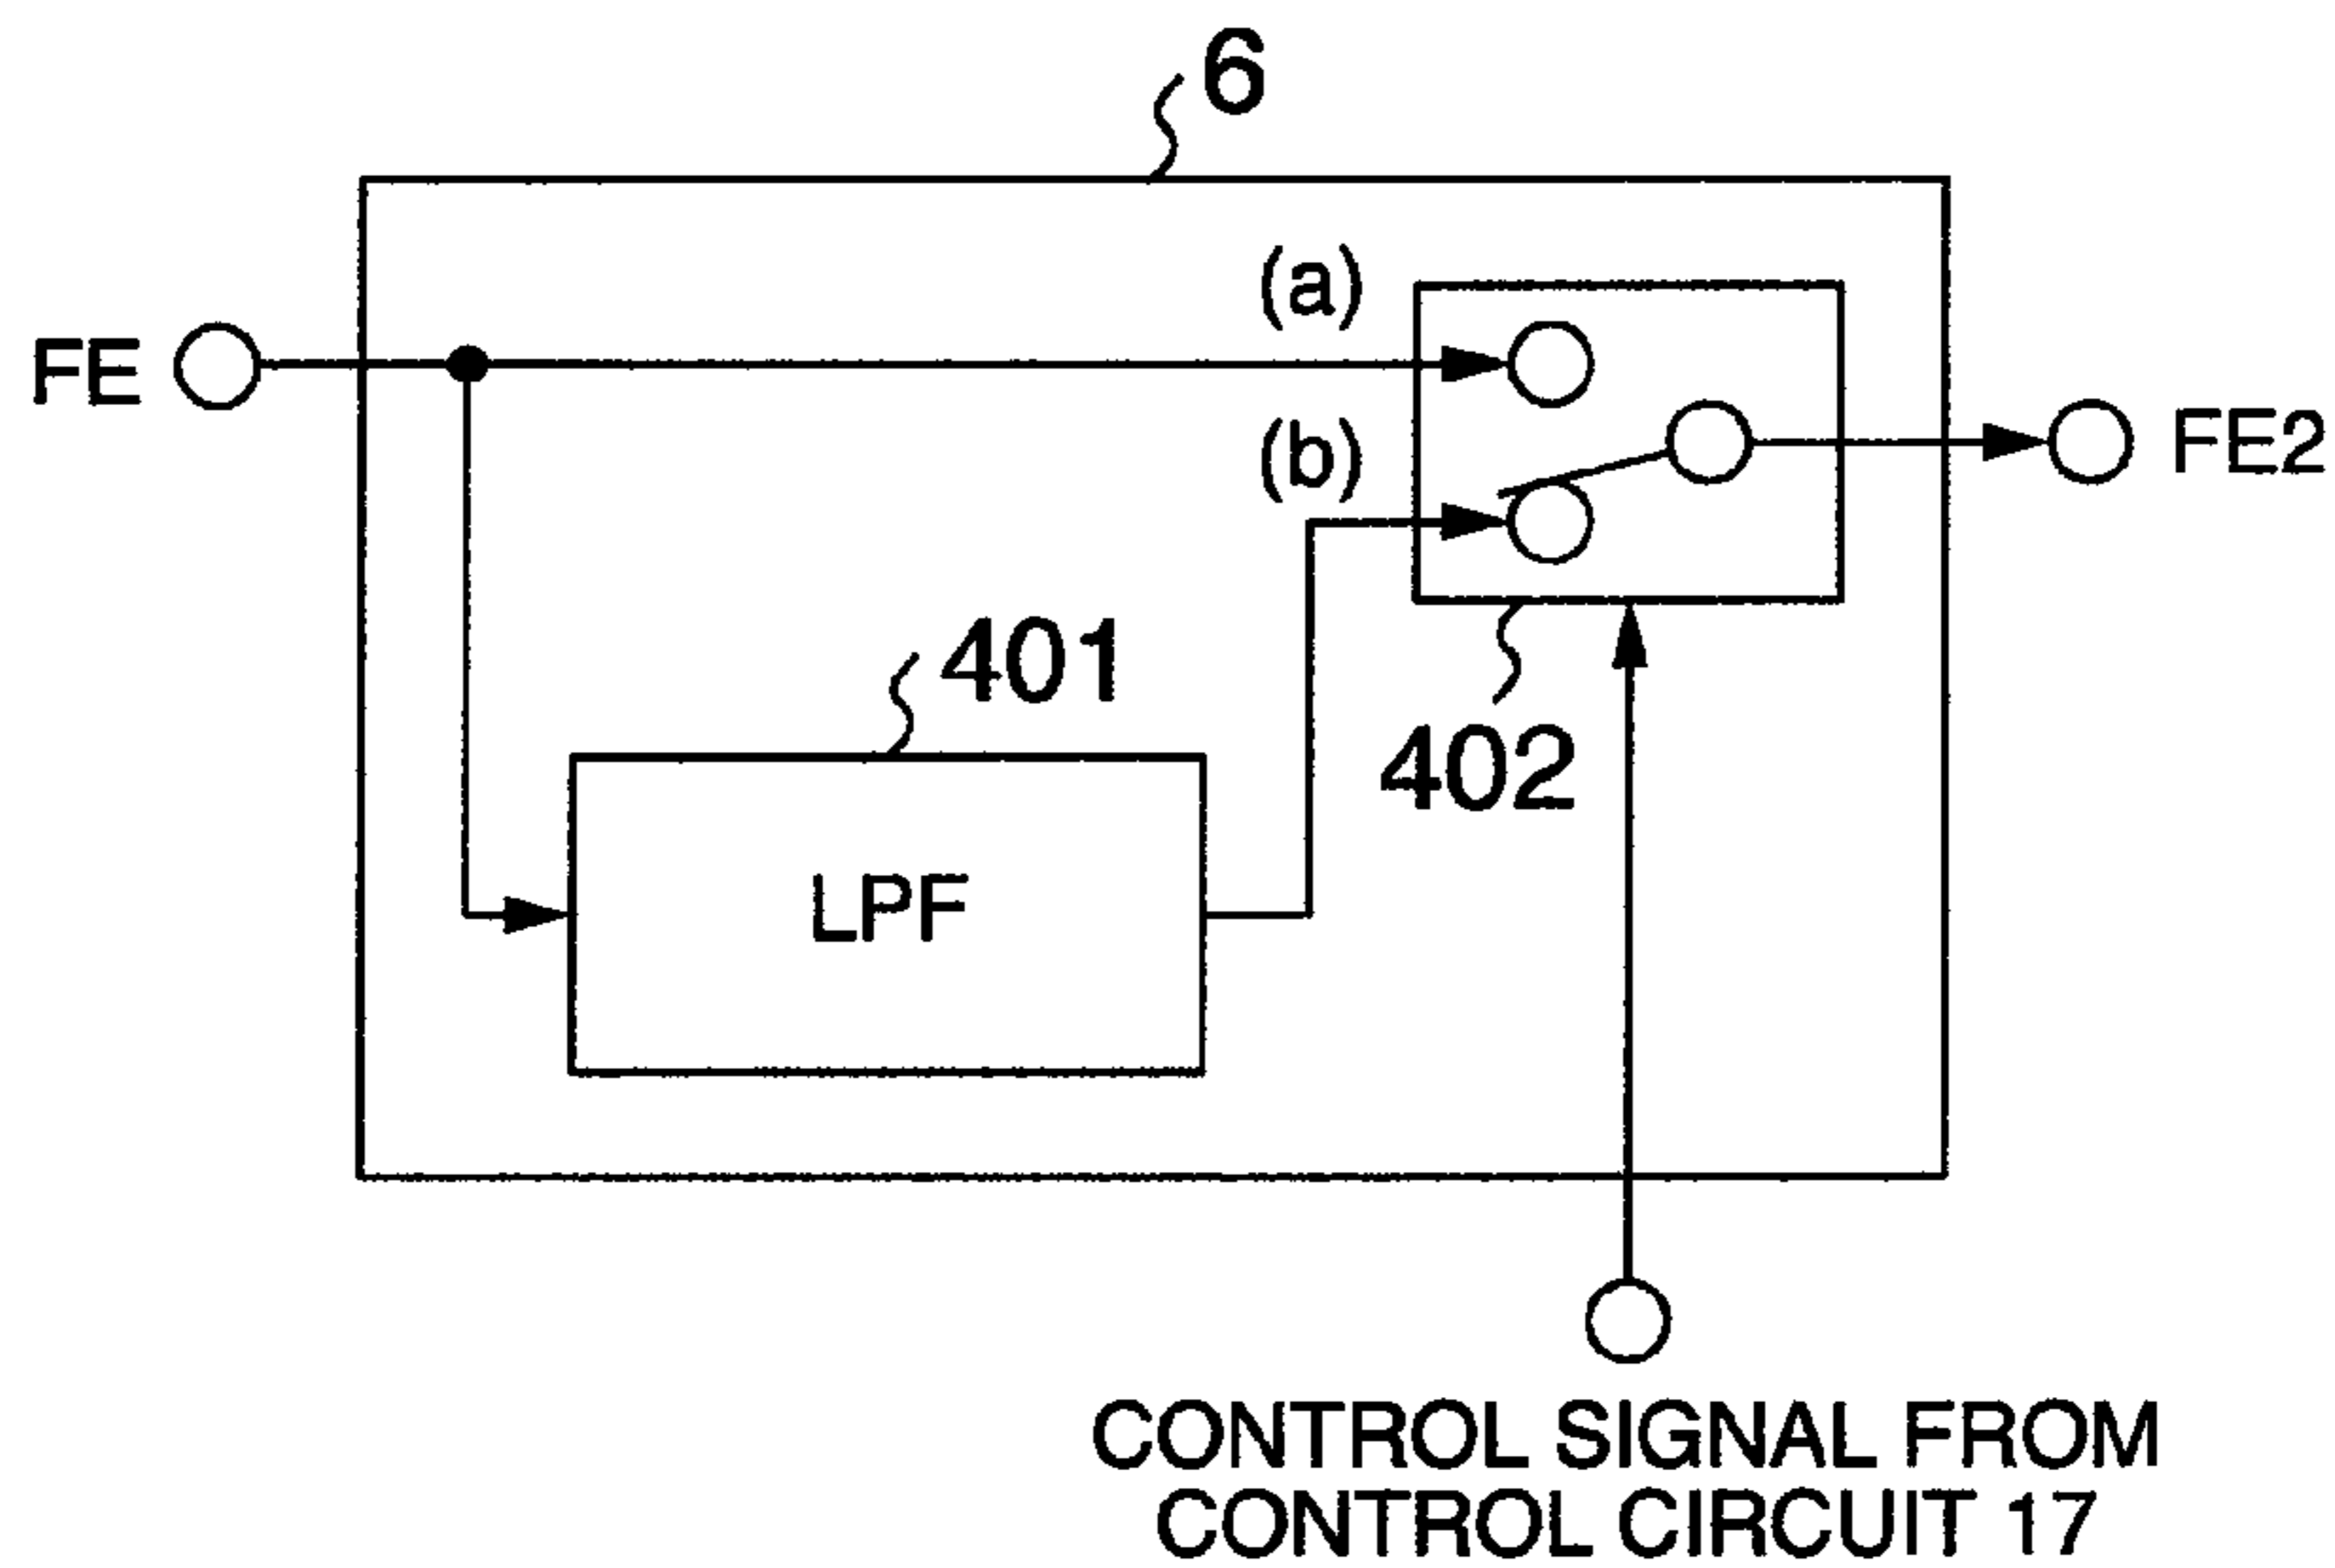 6
(a)
FE
(b)
FE2
401
402
LPF
CONTROL SIGNAL FROM
CONTROL CIRCUIT 17